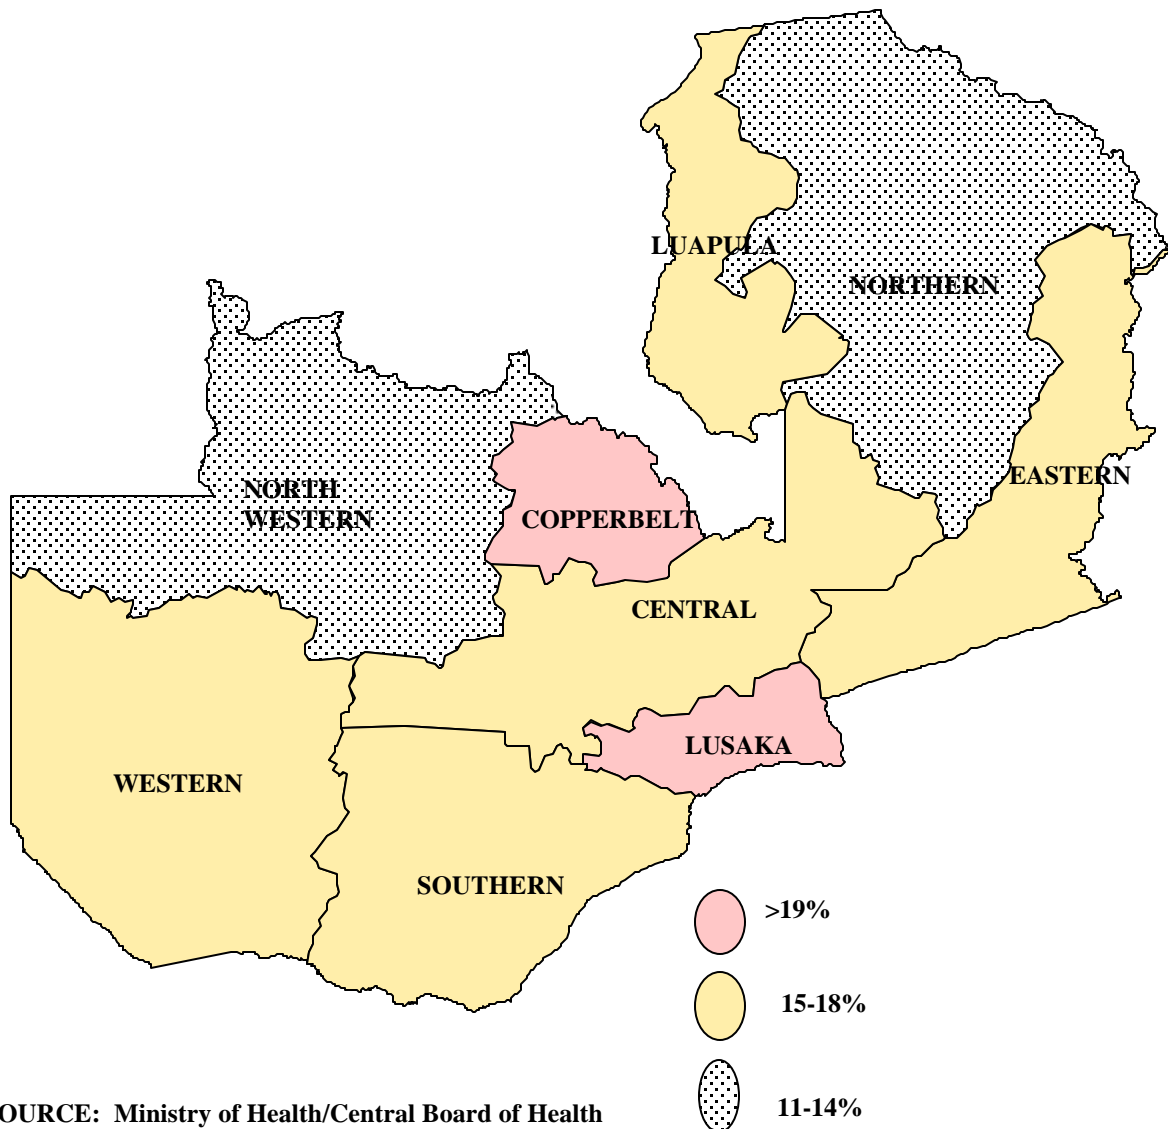 LUAPULA
NORTHERN
EASTERN
NORTH
WESTERN
COPPERBELT
CENTRAL
LUSAKA
WESTERN
SOUTHERN
>19%
15-18%
11-14%
OURCE: Ministry of Health/Central Board of Health